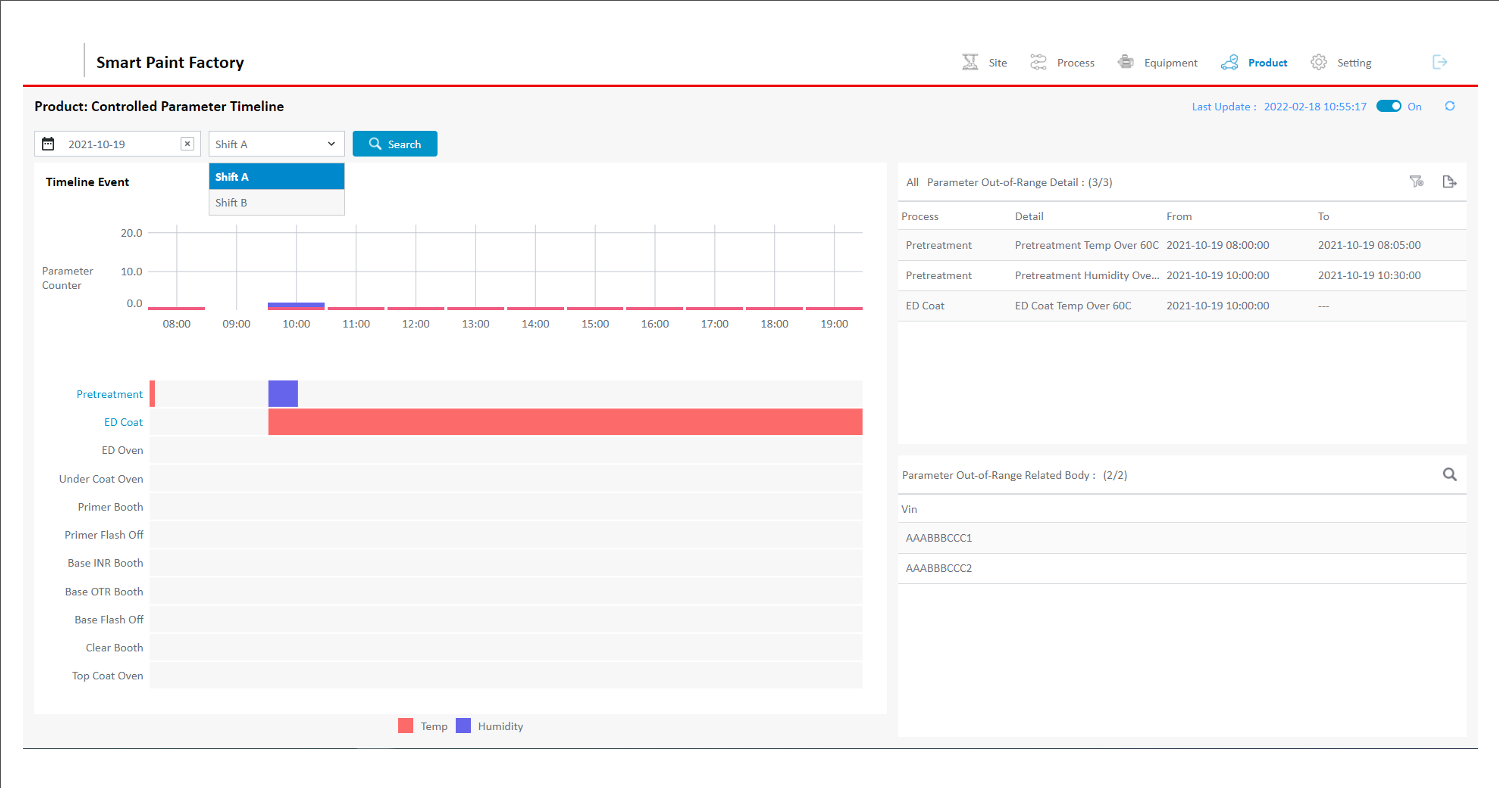 Smart Paint Factory
Site Process Equipment Product Setting
Product: Controlled Parameter Timeline
Last Update : 2022-02-18 10:55:17 On
2021-10-19 Shift A Search
Shift A
Shift B
Timeline Event
20.0
Parameter Counter
10.0
0.0
08:00 09:00 10:00 11:00 12:00 13:00 14:00 15:00 16:00 17:00 18:00 19:00
Pretreatment
ED Coat
ED Oven
Under Coat Oven
Primer Booth
Primer Flash Off
Base INR Booth
Base OTR Booth
Base Flash Off
Clear Booth
Top Coat Oven
Temp Humidity
All Parameter Out-of-Range Detail : (3/3)
Process Detail From To
Pretreatment Pretreatment Temp Over 60C 2021-10-19 08:00:00 2021-10-19 08:05:00
Pretreatment Pretreatment Humidity Ove... 2021-10-19 10:00:00 2021-10-19 10:30:00
ED Coat ED Coat Temp Over 60C 2021-10-19 10:00:00 ---
Parameter Out-of-Range Related Body : (2/2)
Vin
AAABBBCCC1
AAABBBCCC2